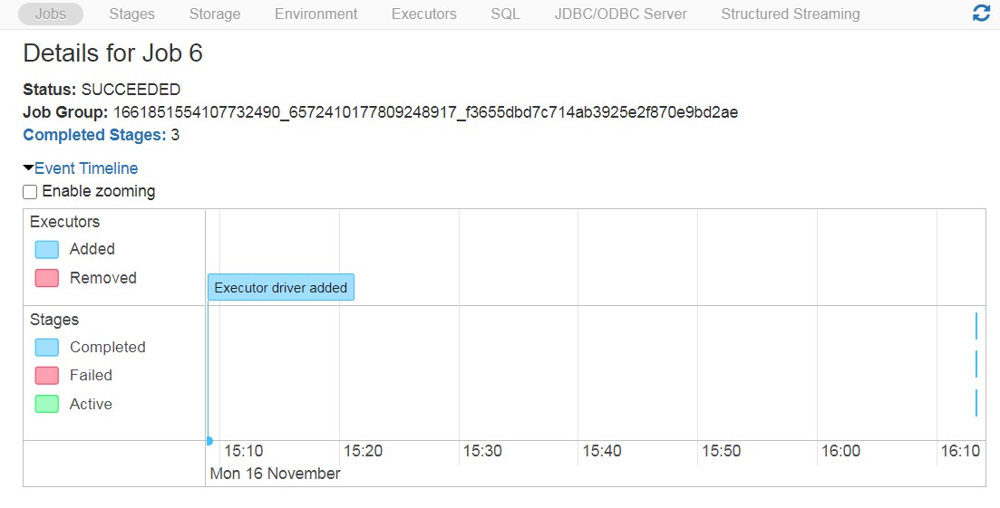 Jobs Stages Storage Environment Executors SQL JDBC/ODBC Server Structured Streaming
Details for Job 6
Status: SUCCEEDED
Job Group: 1661851554107732490_6572410177809248917_f3655dbd7c714ab3925e2f870e9bd2ae
Completed Stages: 3
Event Timeline
Enable zooming
Executors
Added
Removed
Executor driver added
Stages
Completed
Failed
Active
15:10 15:20 15:30 15:40 15:50 16:00 16:10
Mon 16 November